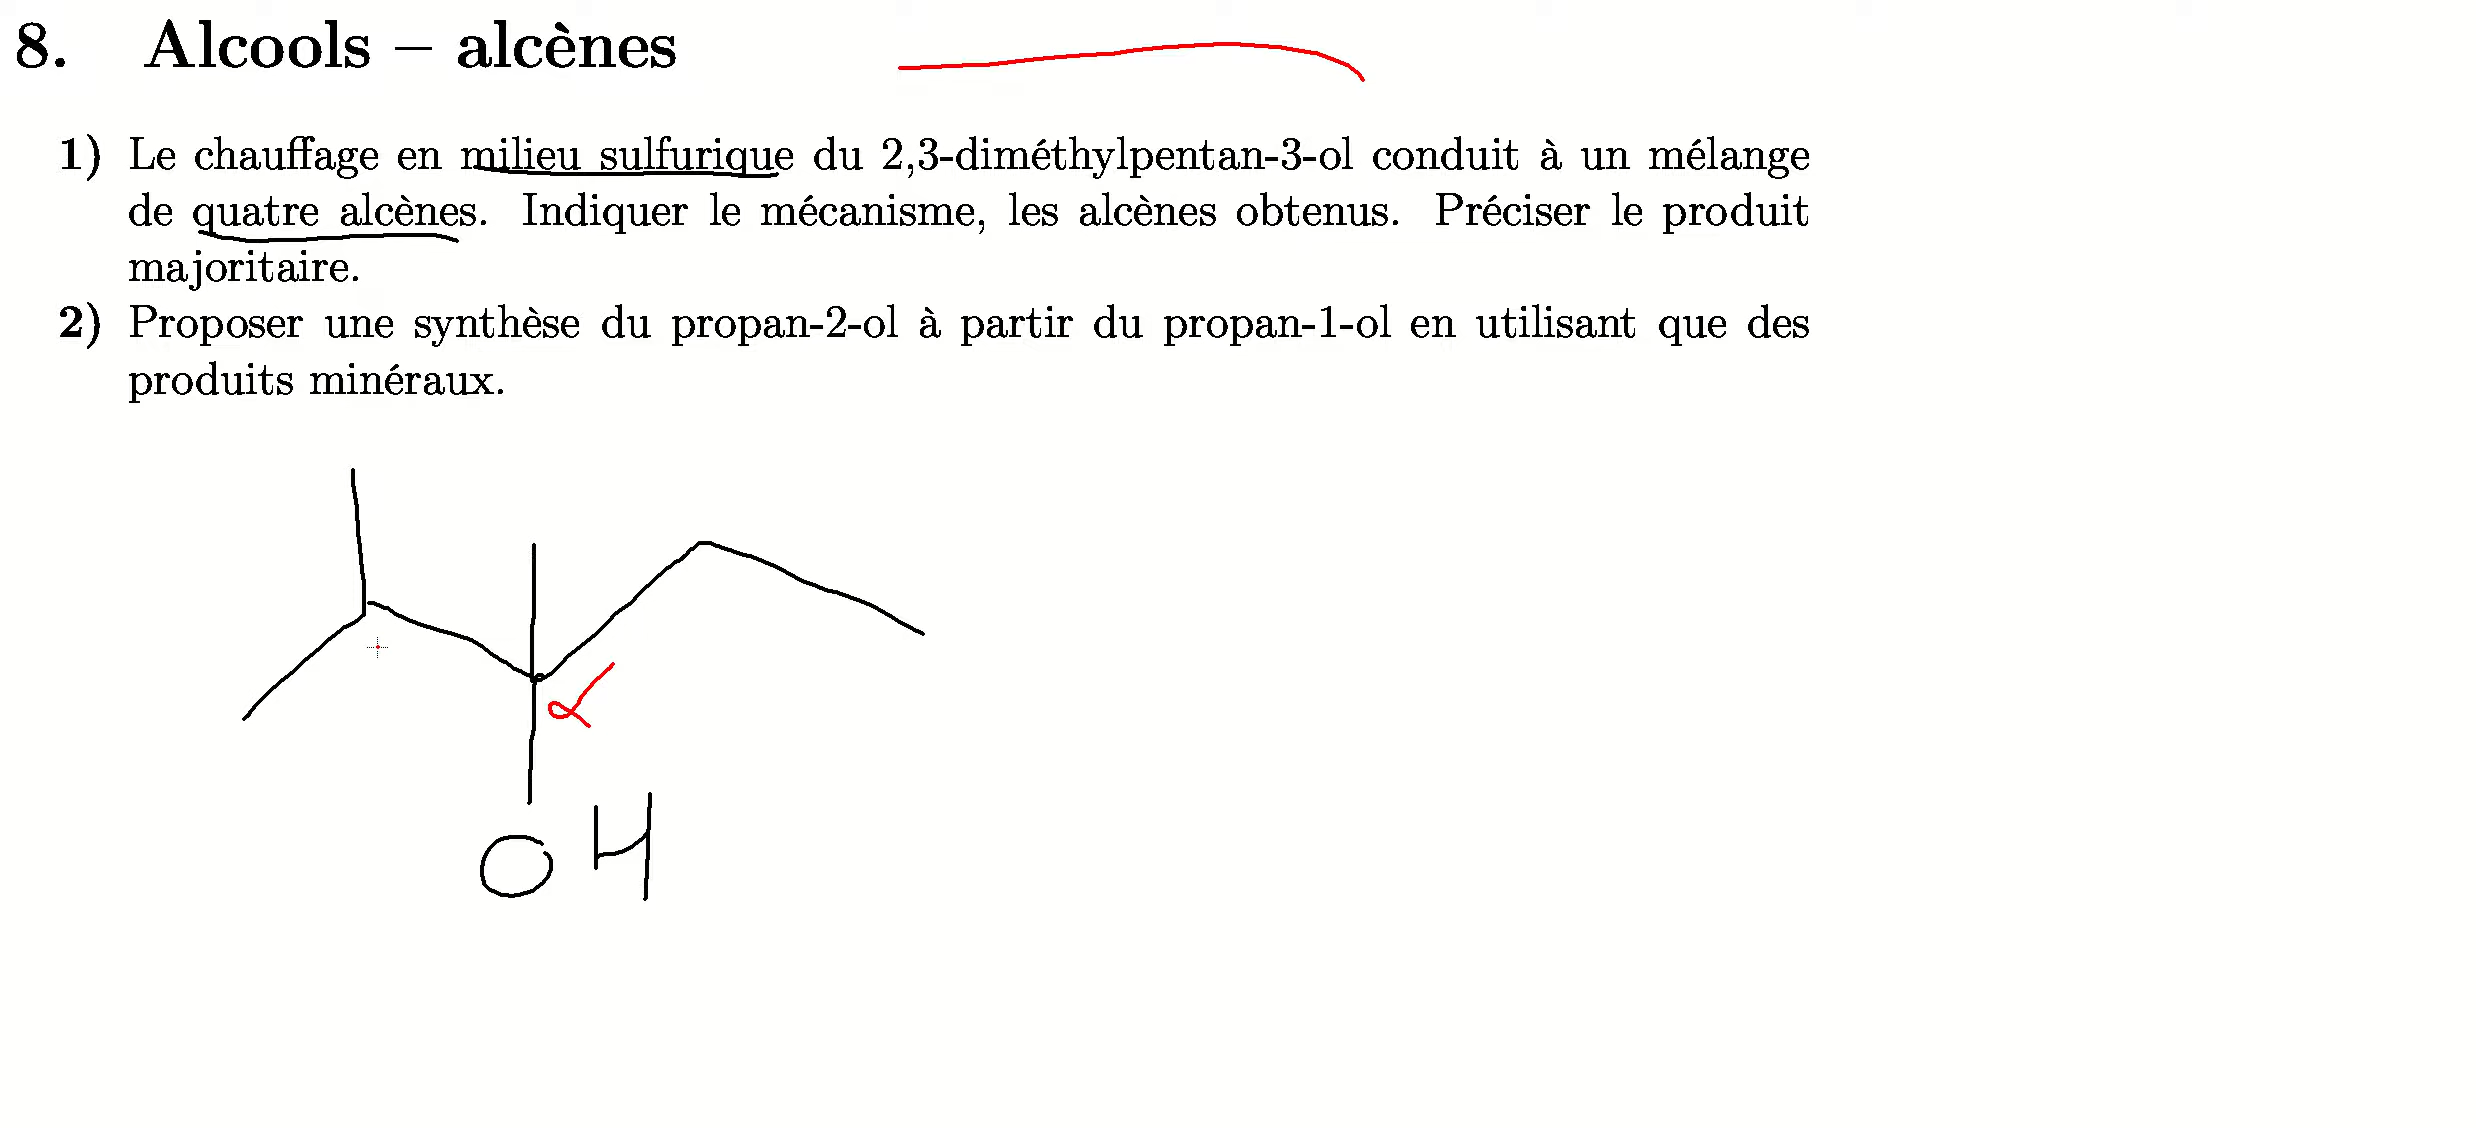 8. Alcools – alcènes
1) Le chauffage en milieu sulfurique du 2,3-diméthylpentan-3-ol conduit à un mélange
de quatre alcènes. Indiquer le mécanisme, les alcènes obtenus. Préciser le produit
majoritaire.
2) Proposer une synthèse du propan-2-ol à partir du propan-1-ol en utilisant que des
produits minéraux.
α
OH